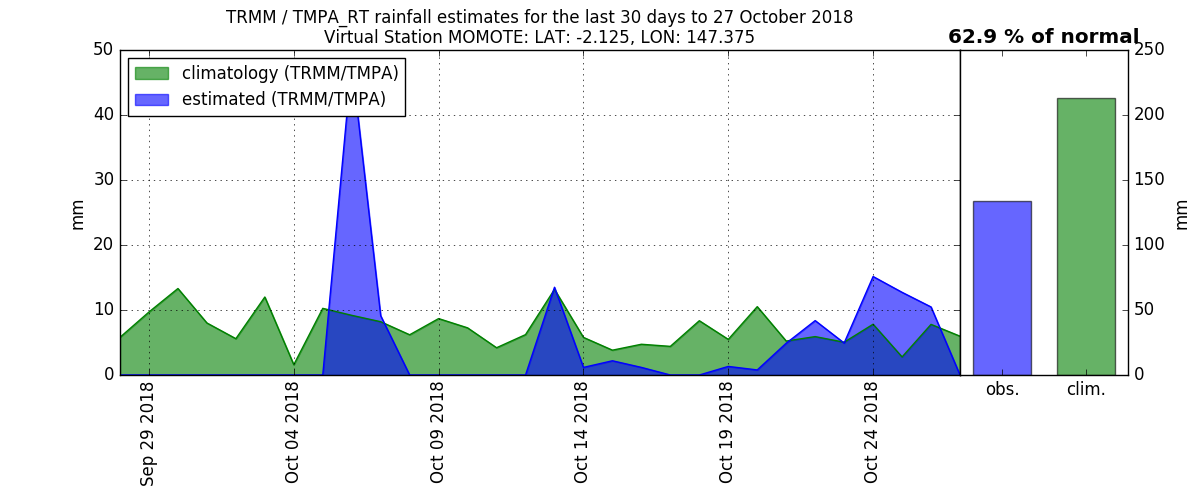 TRMM / TMPA_RT rainfall estimates for the last 30 days to 27 October 2018
Virtual Station MOMOTE: LAT: -2.125, LON: 147.375
62.9 % of normal
climatology (TRMM/TMPA)
estimated (TRMM/TMPA)
50
40
30
20
10
0
mm
Sep 29 2018
Oct 04 2018
Oct 09 2018
Oct 14 2018
Oct 19 2018
Oct 24 2018
obs.
clim.
250
200
150
100
50
0
mm